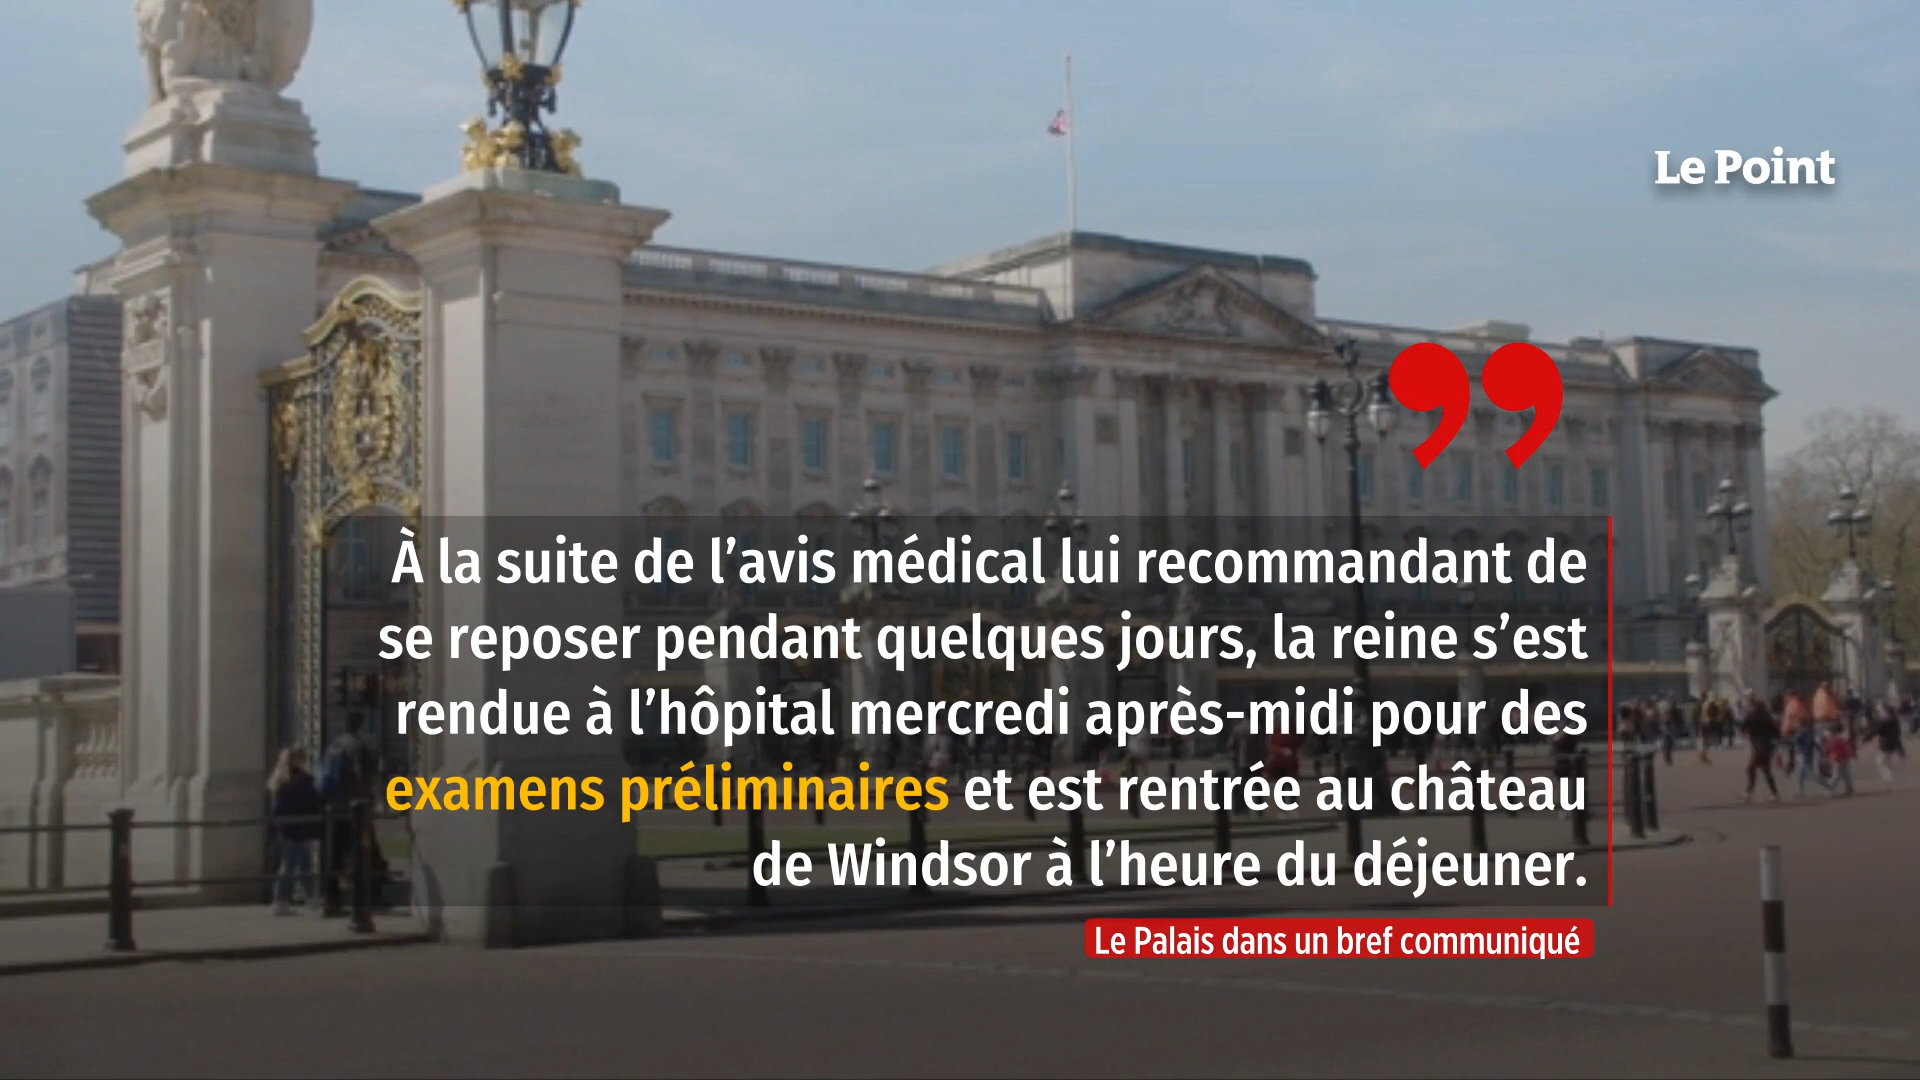 Le Point
À la suite de l’avis médical lui recommandant de
se reposer pendant quelques jours, la reine s’est
rendue à l’hôpital mercredi après-midi pour des
examens préliminaires et est rentrée au château
de Windsor à l’heure du déjeuner.
Le Palais dans un bref communiqué